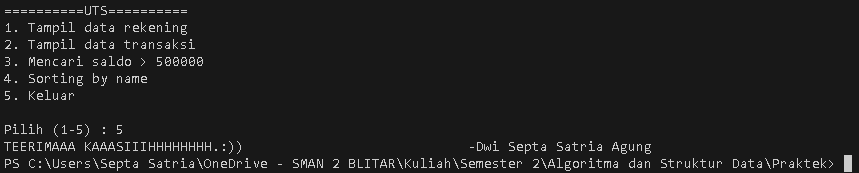 ==========UTS==========
1. Tampil data rekening
2. Tampil data transaksi
3. Mencari saldo > 500000
4. Sorting by name
5. Keluar
Pilih (1-5) : 5
TEERIMAAA KAAASIIIHHHHHHHH.:)) -Dwi Septa Satria Agung
PS C:\Users\Septa Satria\OneDrive - SMAN 2 BLITAR\Kuliah\Semester 2\Algoritma dan Struktur Data\Praktek>